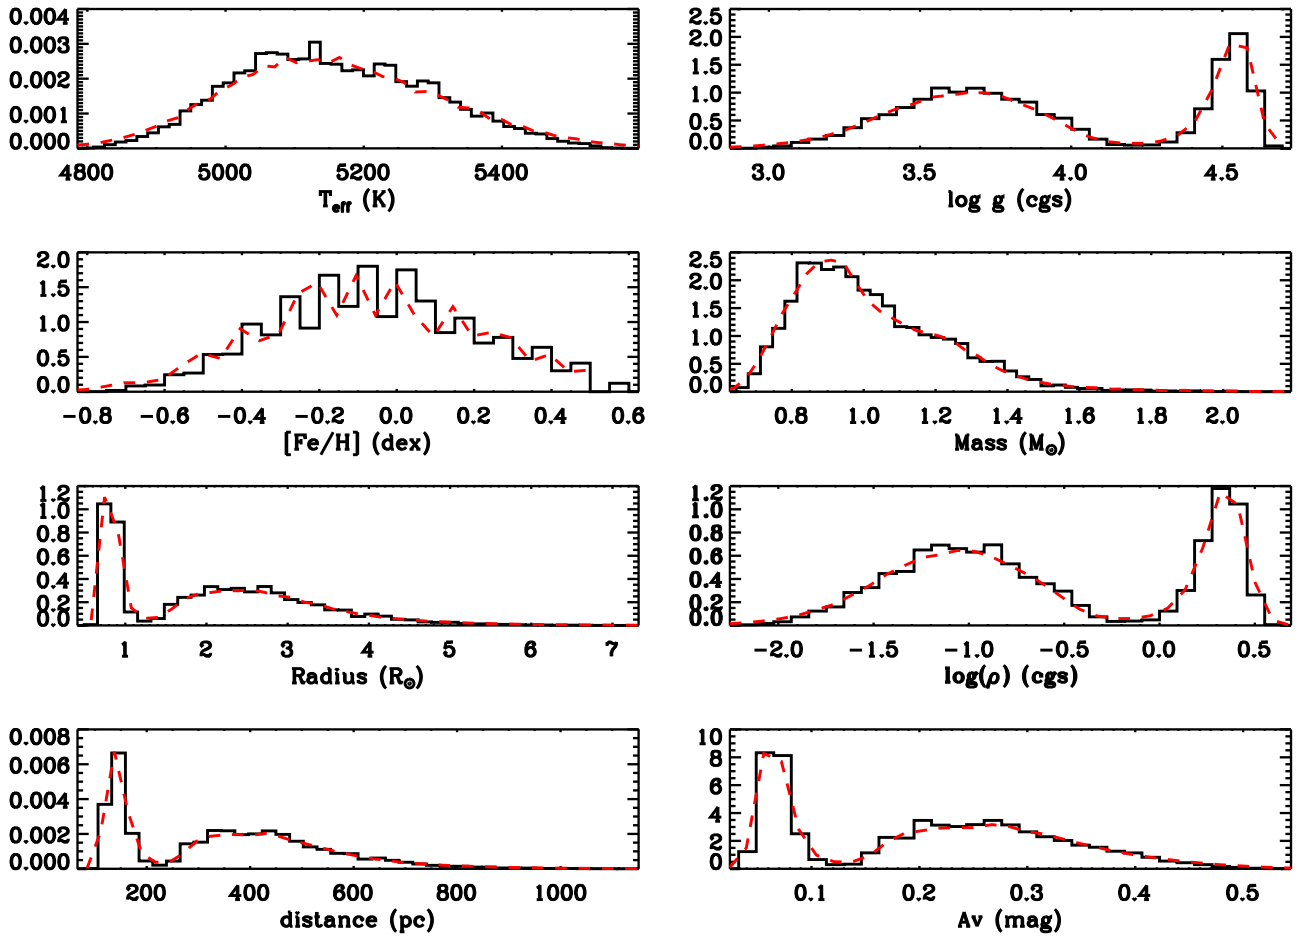 0.004
0.003
0.002
0.001
0.000
4800 5000 5200 5400
T_eff (K)
2.5
2.0
1.5
1.0
0.5
0.0
3.0 3.5 4.0 4.5
log g (cgs)
2.0
1.5
1.0
0.5
0.0
−0.8 −0.6 −0.4 −0.2 0.0 0.2 0.4 0.6
[Fe/H] (dex)
2.5
2.0
1.5
1.0
0.5
0.0
0.8 1.0 1.2 1.4 1.6 1.8 2.0
Mass (M⊙)
1.2
1.0
0.8
0.6
0.4
0.2
0.0
1 2 3 4 5 6 7
Radius (R⊙)
1.2
1.0
0.8
0.6
0.4
0.2
0.0
−2.0 −1.5 −1.0 −0.5 0.0 0.5
log(ρ) (cgs)
0.008
0.006
0.004
0.002
0.000
200 400 600 800 1000
distance (pc)
10
8
6
4
2
0
0.1 0.2 0.3 0.4 0.5
Av (mag)